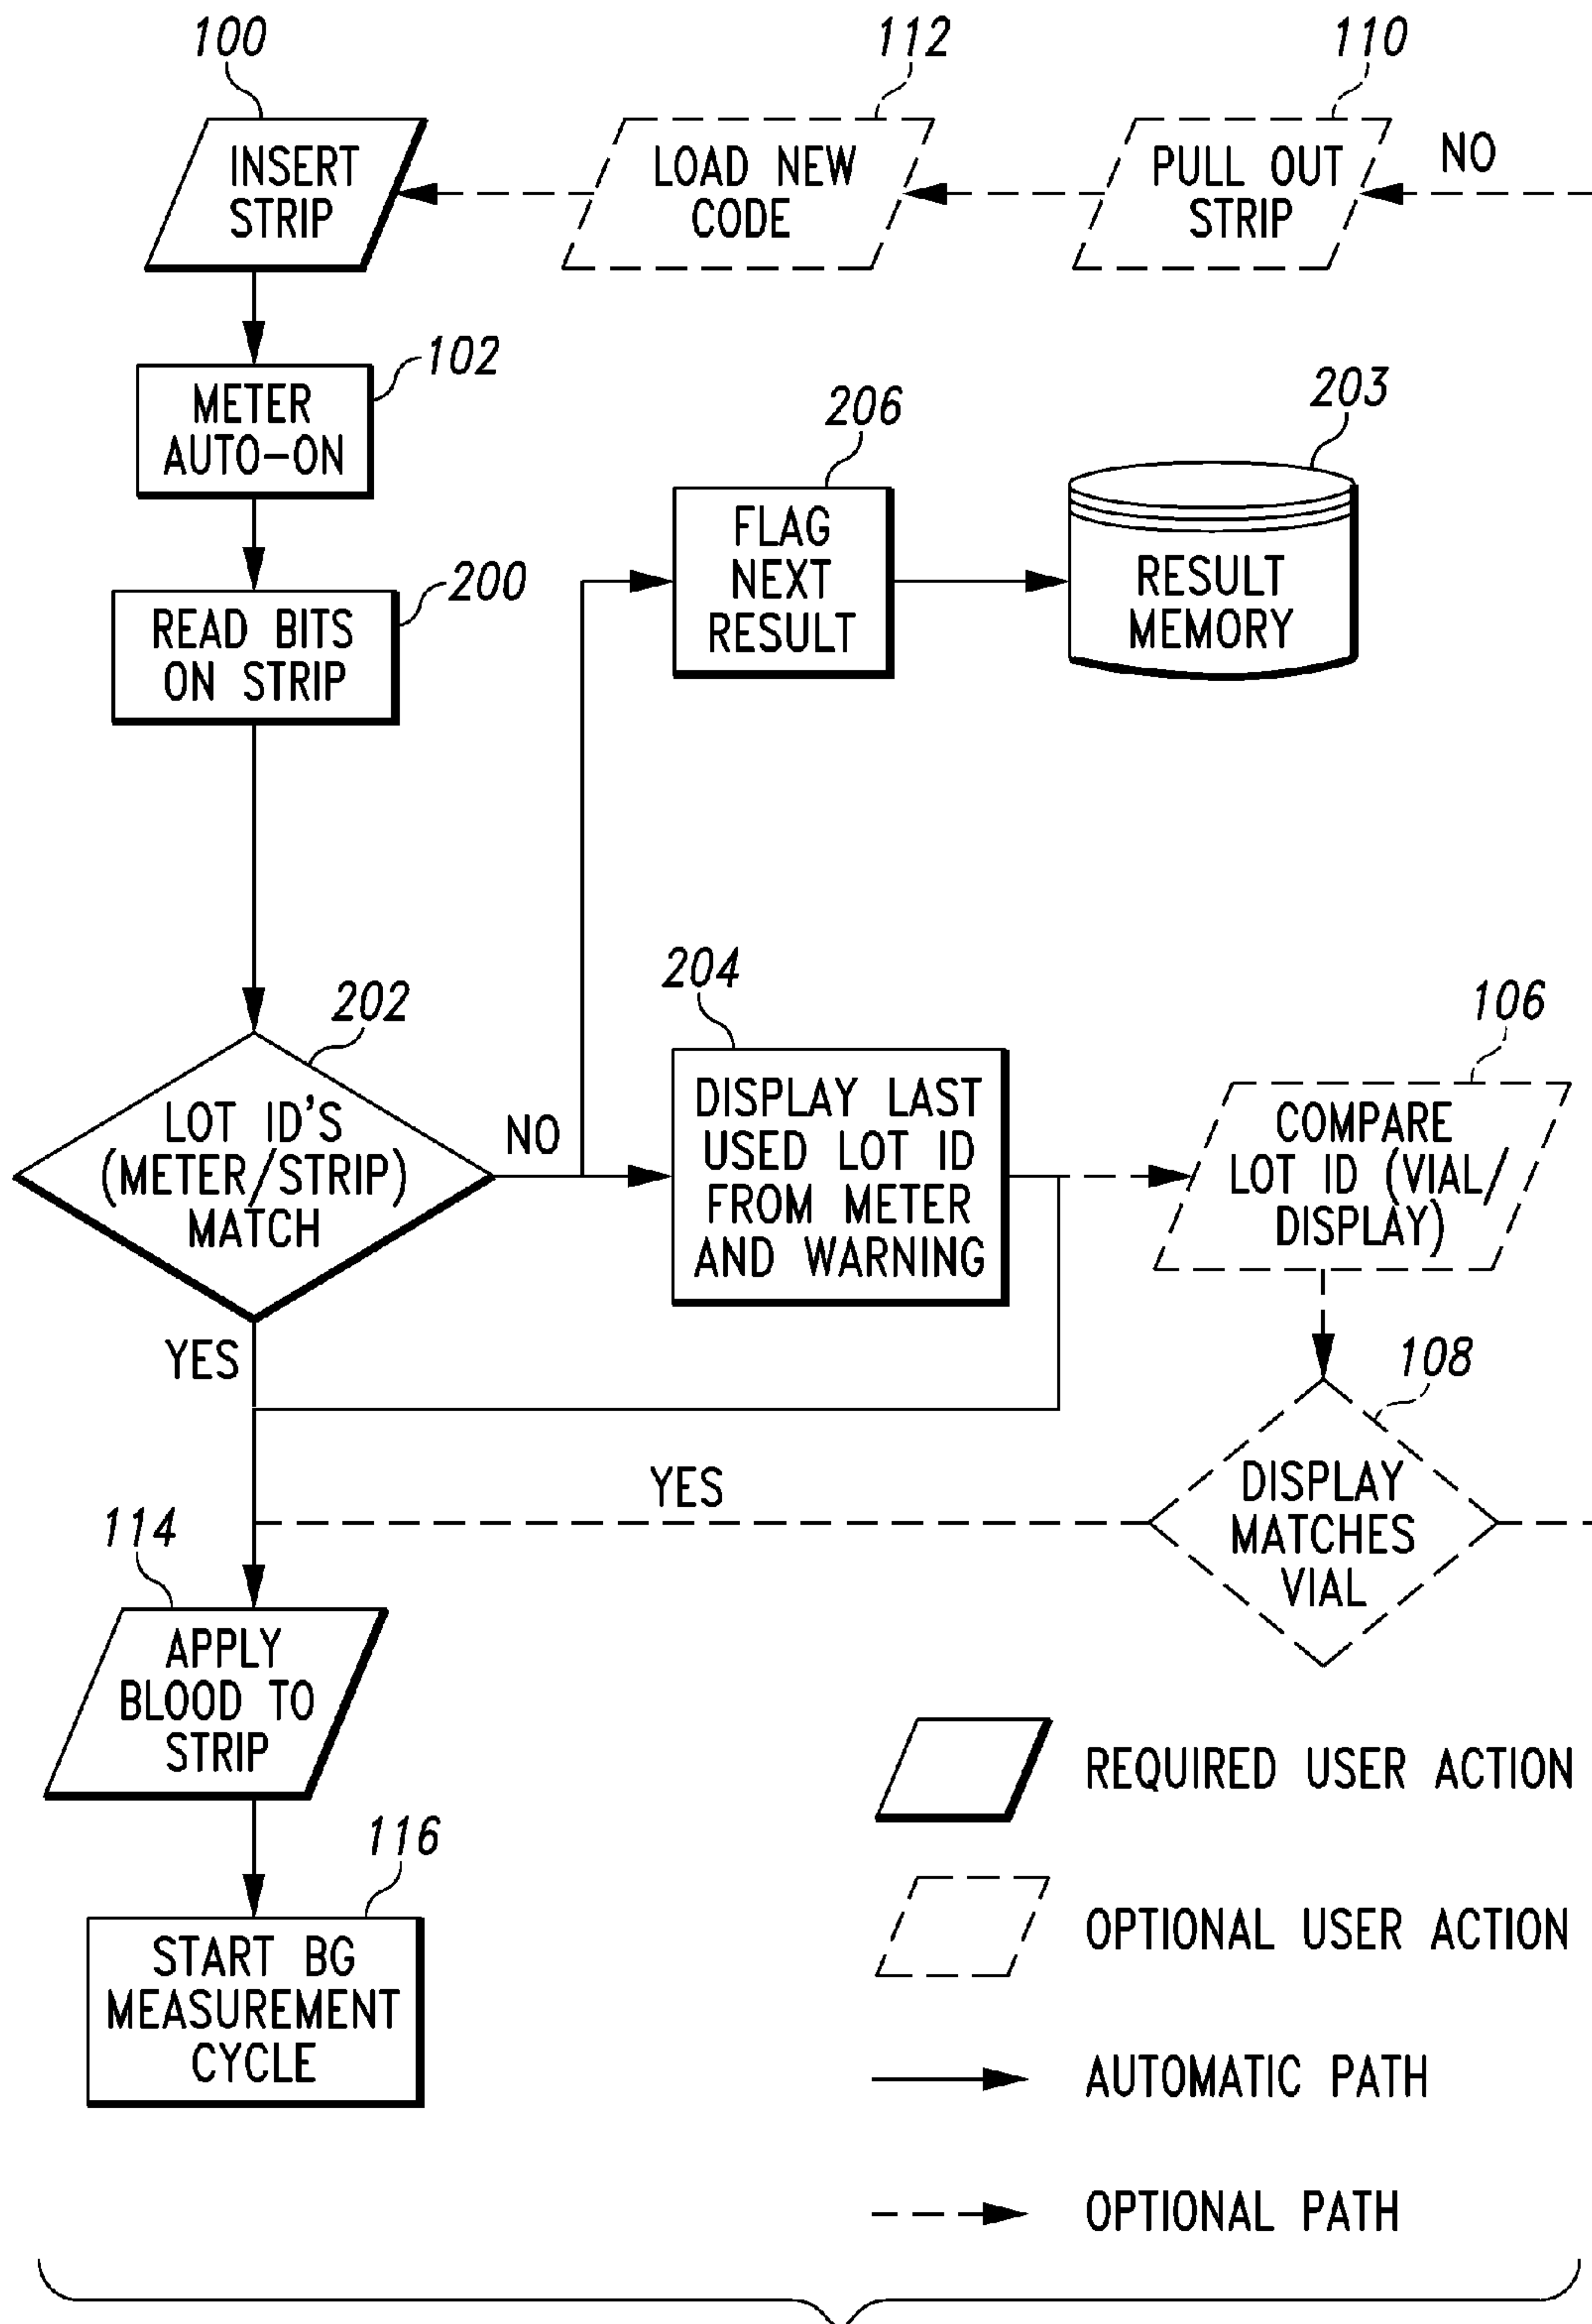 100
112
110
INSERT
STRIP
LOAD NEW
CODE
PULL OUT
STRIP
NO
102
METER
AUTO-ON
206
203
FLAG
NEXT
RESULT
RESULT
MEMORY
200
READ BITS
ON STRIP
202
LOT ID'S
(METER/STRIP)
MATCH
NO
YES
204
DISPLAY LAST
USED LOT ID
FROM METER
AND WARNING
106
COMPARE
LOT ID (VIAL/
DISPLAY)
108
DISPLAY
MATCHES
VIAL
YES
114
APPLY
BLOOD TO
STRIP
116
START BG
MEASUREMENT
CYCLE
REQUIRED USER ACTION
OPTIONAL USER ACTION
AUTOMATIC PATH
OPTIONAL PATH